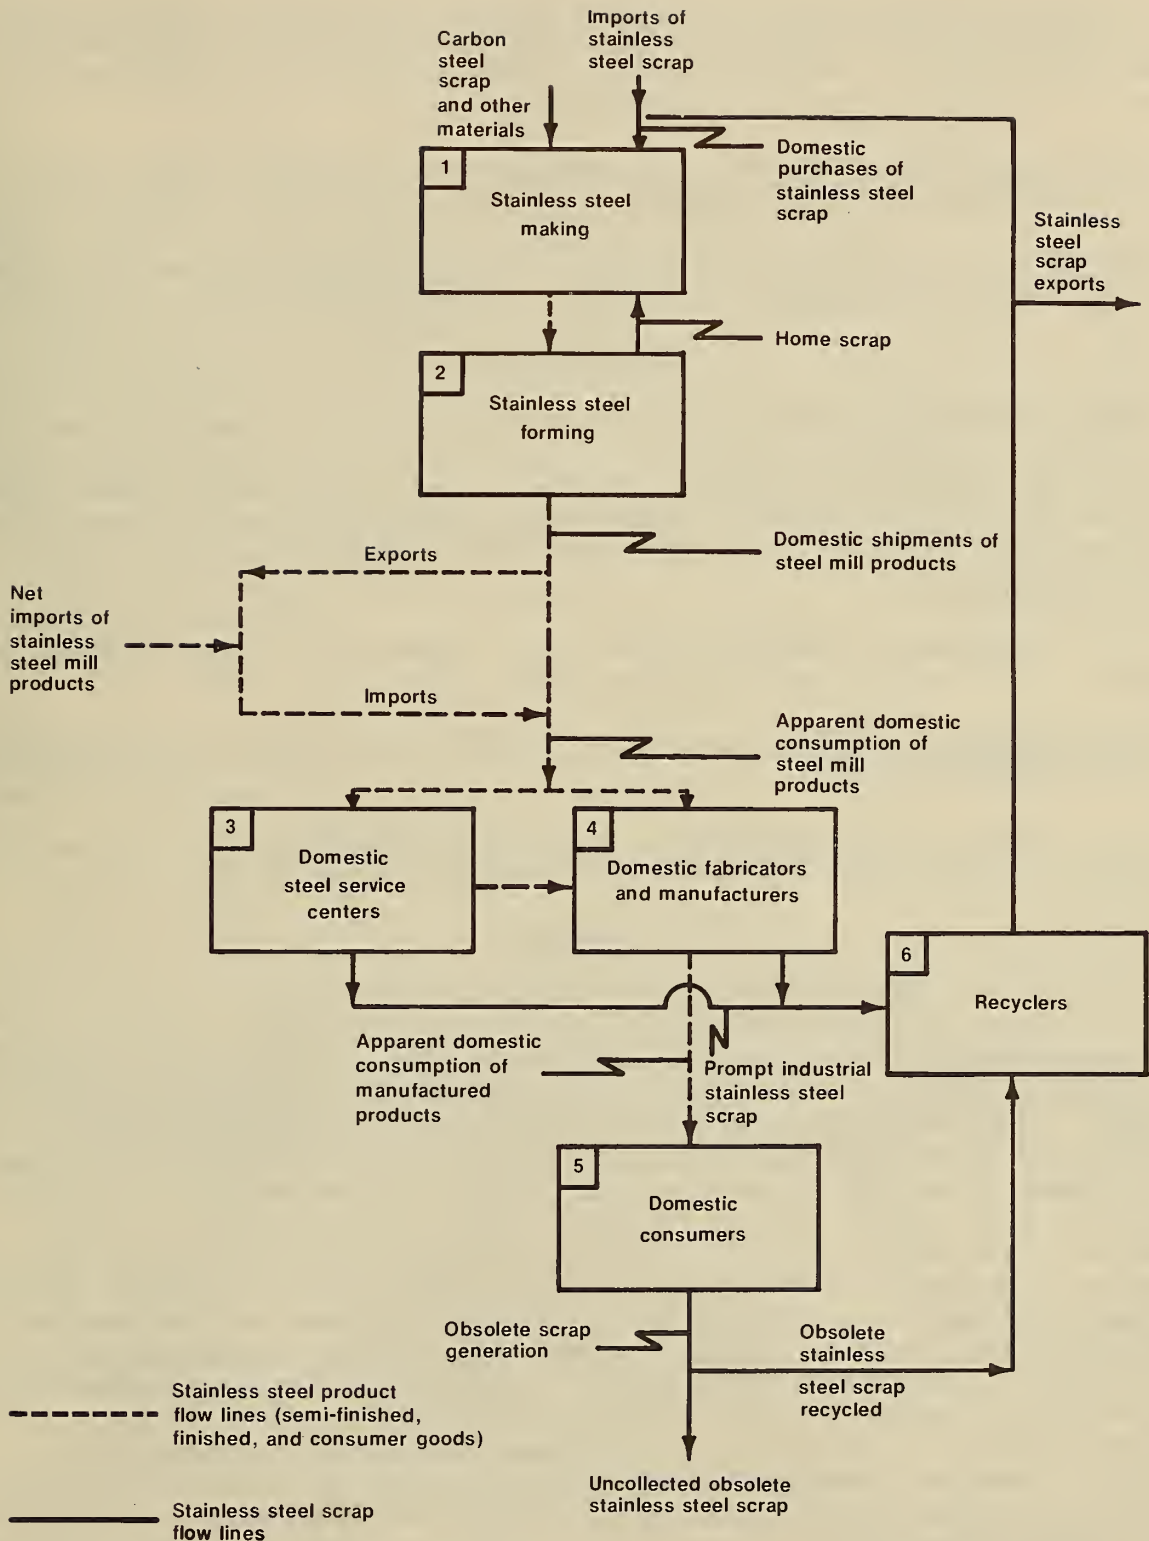 Imports of
stainless
steel scrap
Carbon
steel
scrap
and other
materials
1
Stainless steel
making
Domestic
purchases of
stainless steel
scrap
Stainless
steel
scrap
exports
Home scrap
2
Stainless steel
forming
Domestic shipments of
steel mill products
Exports
Net
imports of
stainless
steel mill
products
Imports
Apparent domestic
consumption of
steel mill
products
3
Domestic
steel service
centers
4
Domestic fabricators
and manufacturers
6
Recyclers
Apparent domestic
consumption of
manufactured
products
Prompt industrial
stainless steel
scrap
5
Domestic
consumers
Obsolete scrap
generation
Obsolete
stainless
steel scrap
recycled
Uncollected obsolete
stainless steel scrap
Stainless steel product
flow lines (semi-finished,
finished, and consumer goods)
Stainless steel scrap
flow lines